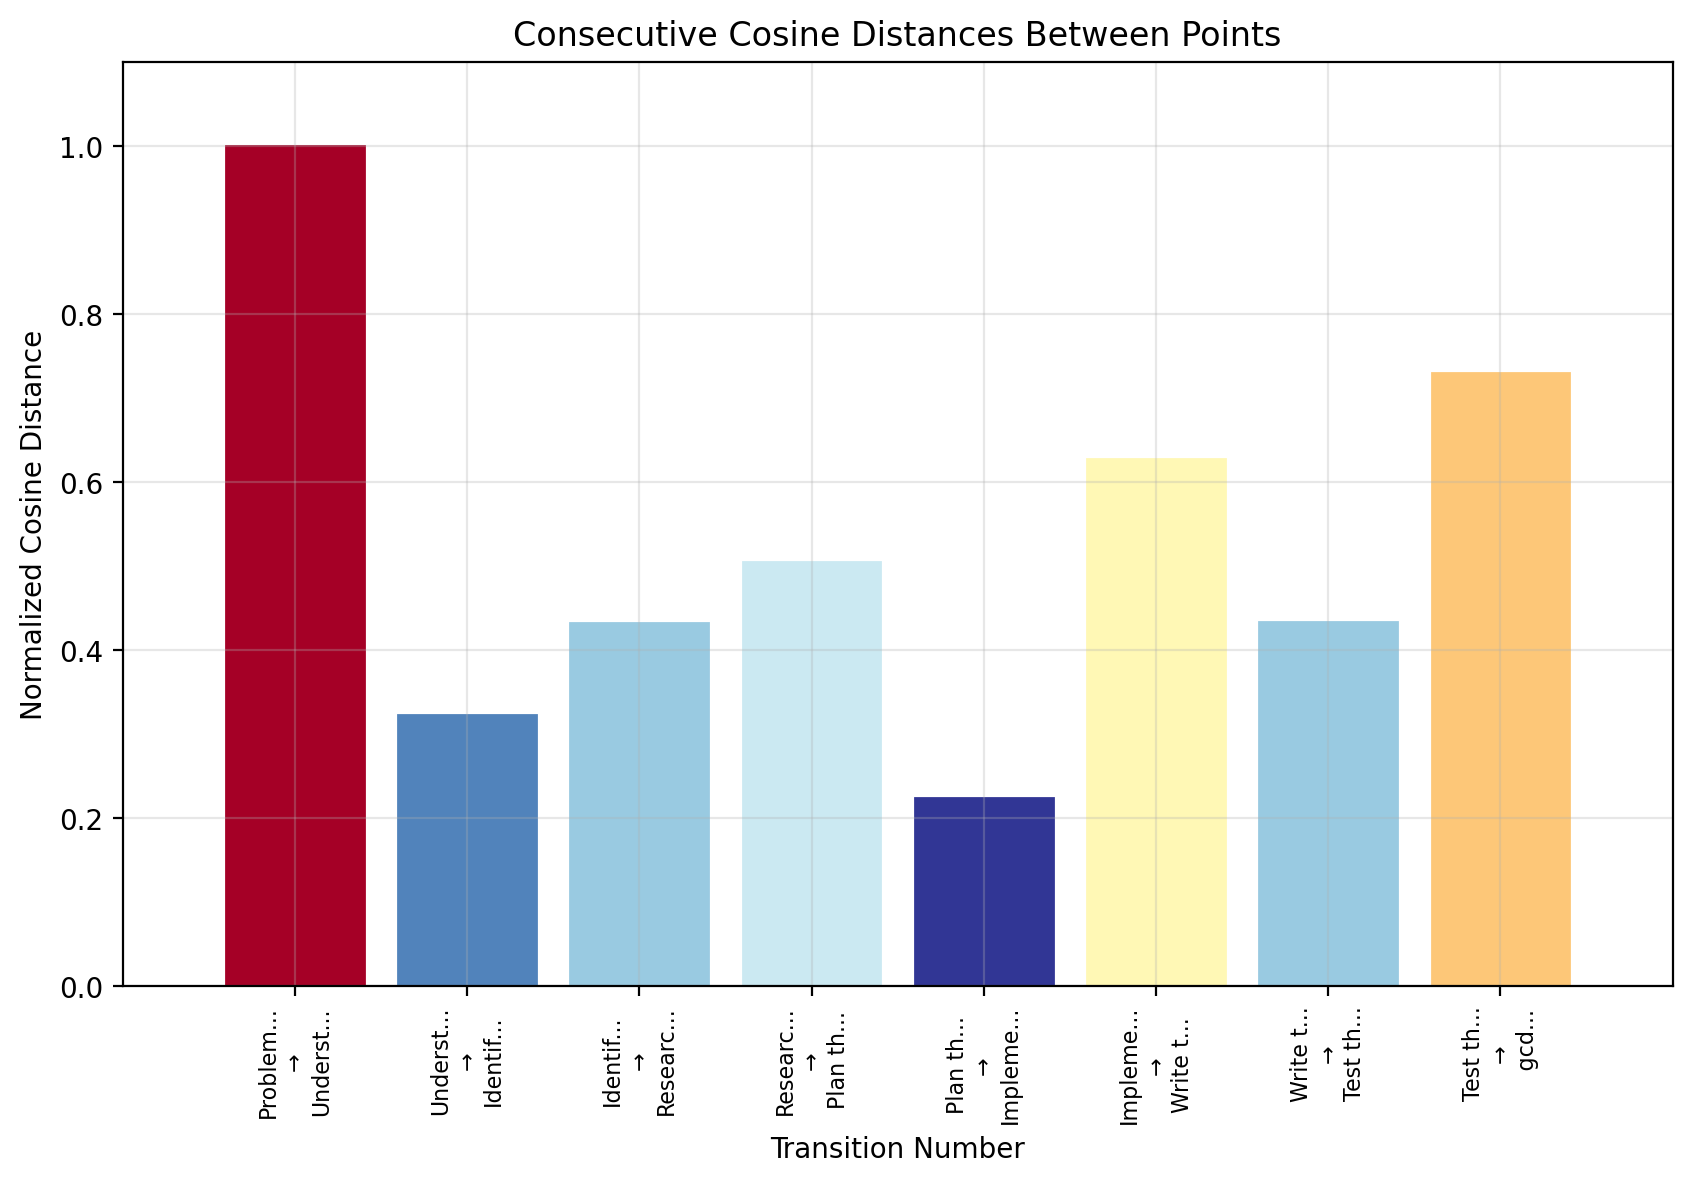 Consecutive Cosine Distances Between Points
Normalized Cosine Distance
1.0
0.8
0.6
0.4
0.2
0.0
Problem...
→
Underst...
Underst...
→
Identif...
Identif...
→
Researc...
Researc...
→
Plan th...
Plan th...
→
Impleme...
Impleme...
→
Write t...
Write t...
→
Test th...
Test th...
→
gcd...
Transition Number